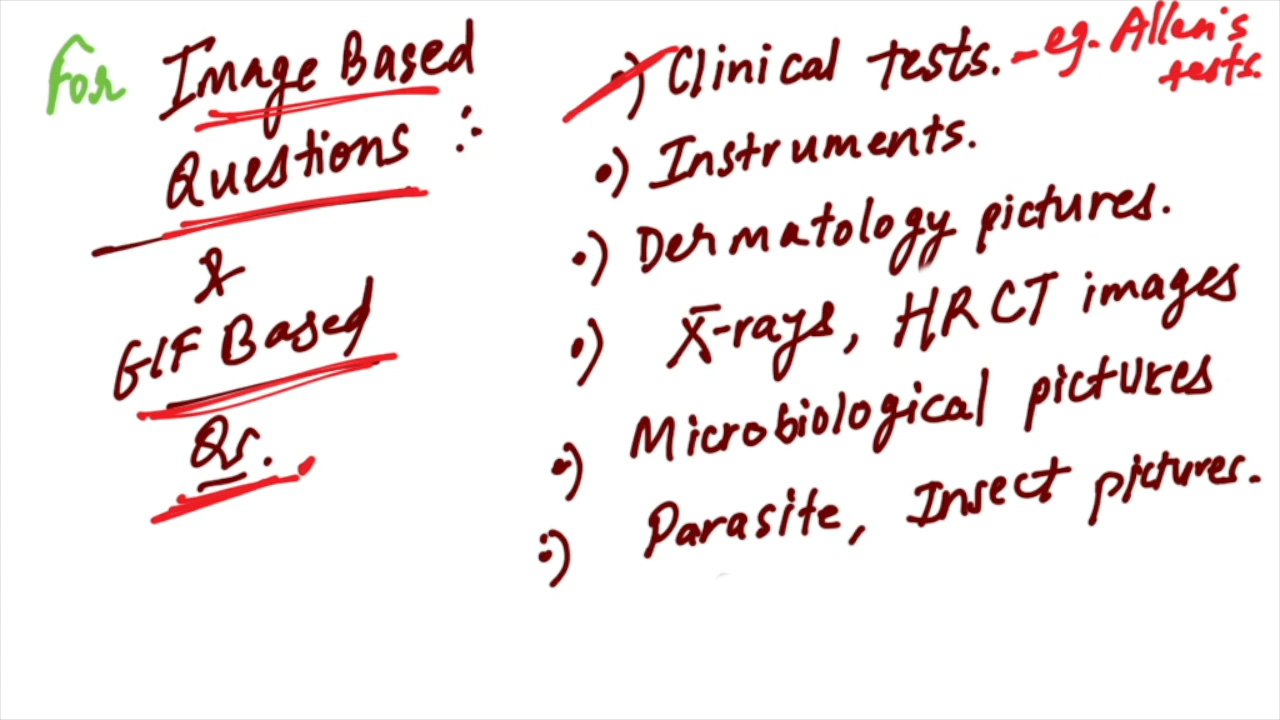 For Image Based
Questions :-
&
GIF Based
Qs.
•) Clinical tests. - eg. Allen's
tests.
•) Instruments.
•) Dermatology pictures.
•) X-rays, HRCT images
•) Microbiological pictures
•) Parasite, Insect pictures.